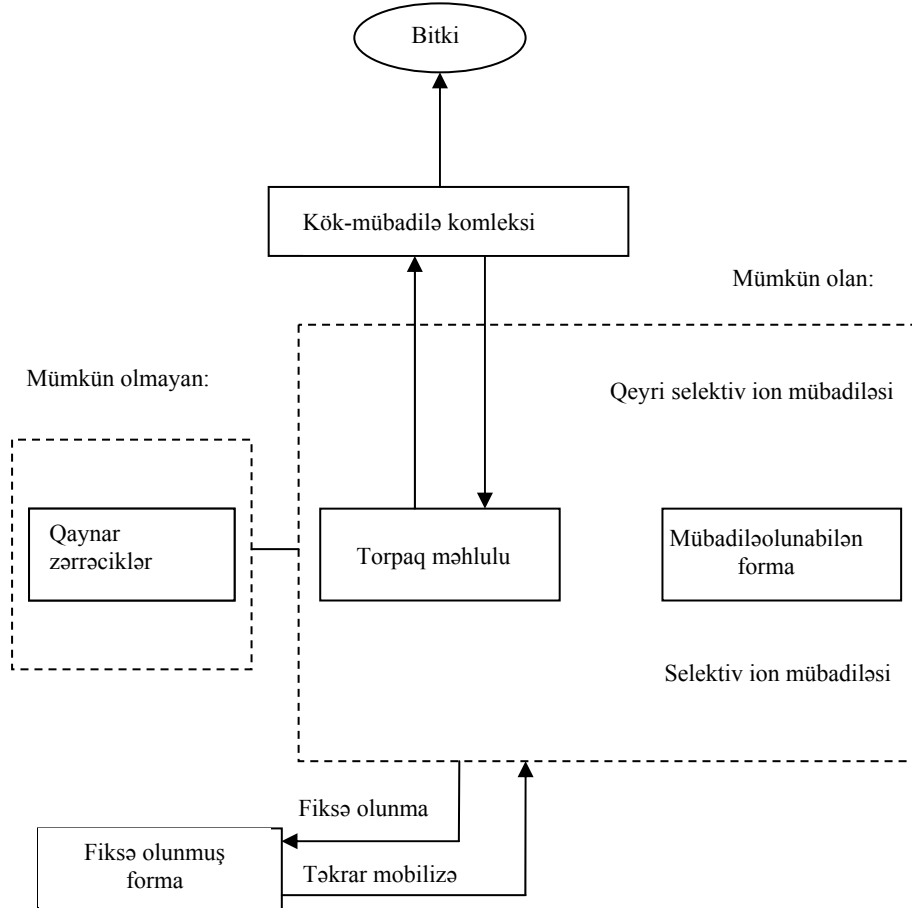 Bitki
Kök-mübadilə komleksi
Mümkün olan:
Mümkün olmayan:
Qeyri selektiv ion mübadiləsi
Qaynar
zərrəciklər
Torpaq məhlulu
Mübadiləolunabilən
forma
Selektiv ion mübadiləsi
Fiksə olunma
Fiksə olunmuş
forma
Təkrar mobilizə